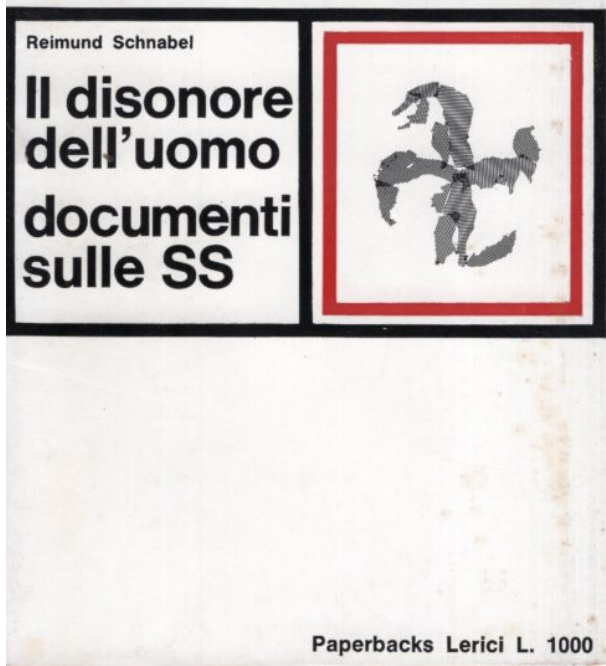 Reimund Schnabel
Il disonore
dell'uomo
documenti
sulle SS
Paperbacks Lerici L. 1000